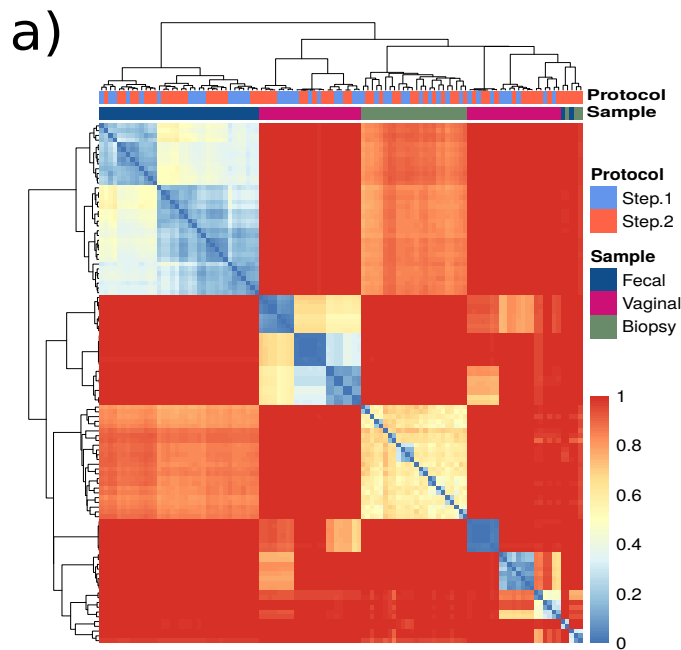 a)
Protocol
Sample
Protocol
Step.1
Step.2
Sample
Fecal
Vaginal
Biopsy
1
0.8
0.6
0.4
0.2
0